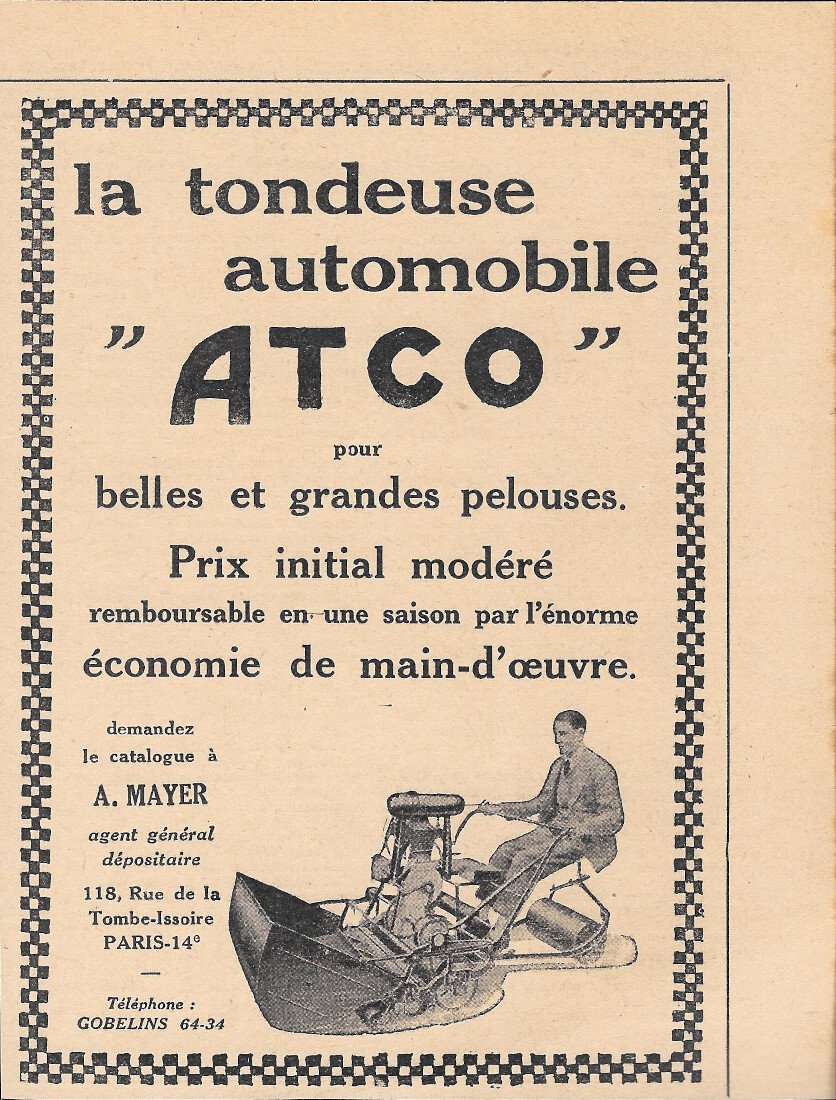 la tondeuse
automobile
" ATCO "
pour
belles et grandes pelouses.
Prix initial modéré
remboursable en une saison par l'énorme
économie de main-d'œuvre.
demandez
le catalogue à
A. MAYER
agent général
dépositaire
118, Rue de la
Tombe-Issoire
PARIS-14e
—
Téléphone :
GOBELINS 64-34